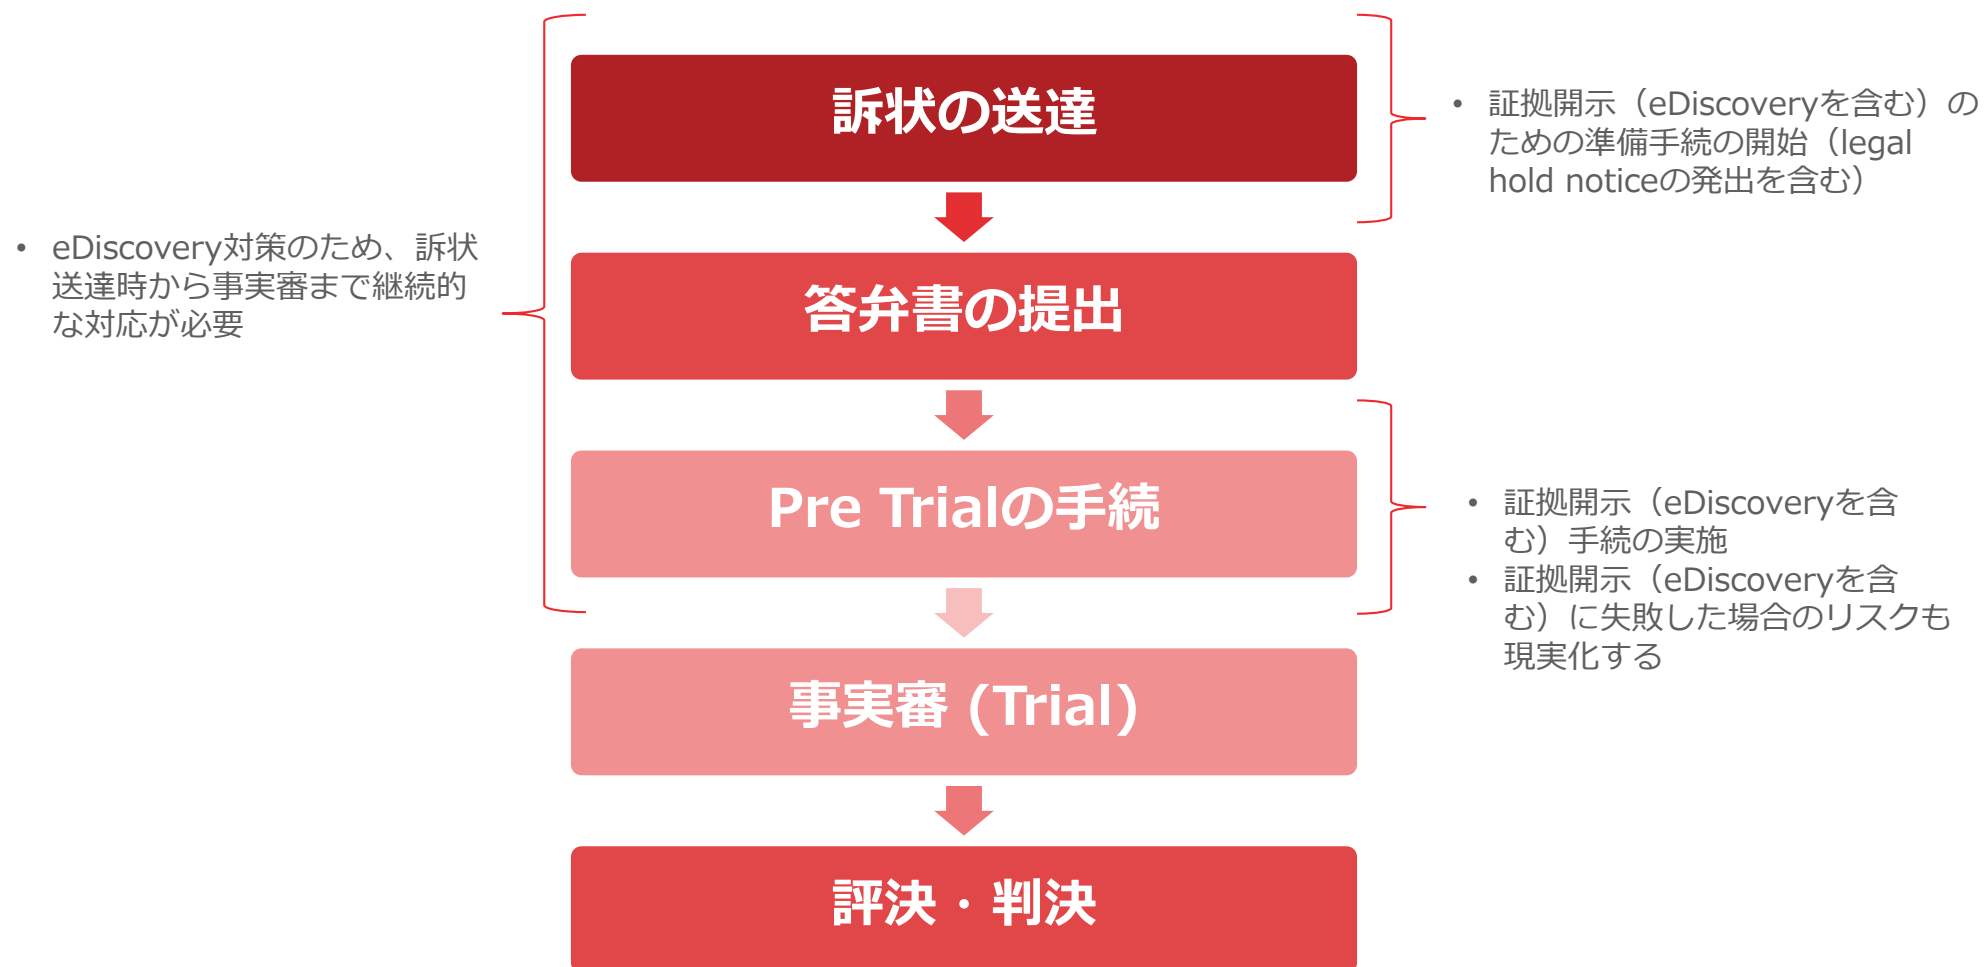 訴状の送達
• 証拠開示（eDiscoveryを含む）の
ための準備手続の開始（legal
hold noticeの発出を含む）
• eDiscovery対策のため、訴状
送達時から事実審まで継続的
な対応が必要
答弁書の提出
Pre Trialの手続
• 証拠開示（eDiscoveryを含
む）手続の実施
• 証拠開示（eDiscoveryを含
む）に失敗した場合のリスクも
現実化する
事実審 (Trial)
評決・判決